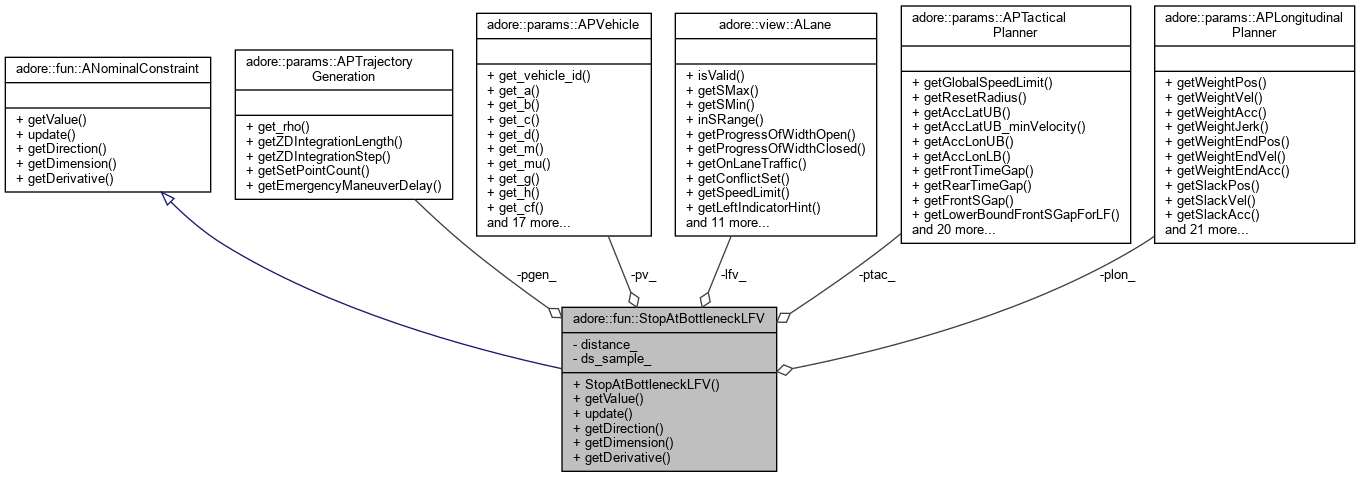 adore::fun::ANominalConstraint
+ getValue()
+ update()
+ getDirection()
+ getDimension()
+ getDerivative()
adore::params::APTrajectory
Generation
+ get_rho()
+ getZDIntegrationLength()
+ getZDIntegrationStep()
+ getSetPointCount()
+ getEmergencyManeuverDelay()
adore::params::APVehicle
+ get_vehicle_id()
+ get_a()
+ get_b()
+ get_c()
+ get_d()
+ get_m()
+ get_mu()
+ get_g()
+ get_h()
+ get_cf()
and 17 more...
adore::view::ALane
+ isValid()
+ getSMax()
+ getSMin()
+ inSRange()
+ getProgressOfWidthOpen()
+ getProgressOfWidthClosed()
+ getOnLaneTraffic()
+ getConflictSet()
+ getSpeedLimit()
+ getLeftIndicatorHint()
and 11 more...
adore::params::APTactical
Planner
+ getGlobalSpeedLimit()
+ getResetRadius()
+ getAccLatUB()
+ getAccLatUB_minVelocity()
+ getAccLonUB()
+ getAccLonLB()
+ getFrontTimeGap()
+ getRearTimeGap()
+ getFrontSGap()
+ getLowerBoundFrontSGapForLF()
and 20 more...
adore::params::APLongitudinal
Planner
+ getWeightPos()
+ getWeightVel()
+ getWeightAcc()
+ getWeightJerk()
+ getWeightEndPos()
+ getWeightEndVel()
+ getWeightEndAcc()
+ getSlackPos()
+ getSlackVel()
+ getSlackAcc()
and 21 more...
-pgen_
-pv_
-lfv_
-ptac_
-plon_
adore::fun::StopAtBottleneckLFV
- distance_
- ds_sample_
+ StopAtBottleneckLFV()
+ getValue()
+ update()
+ getDirection()
+ getDimension()
+ getDerivative()